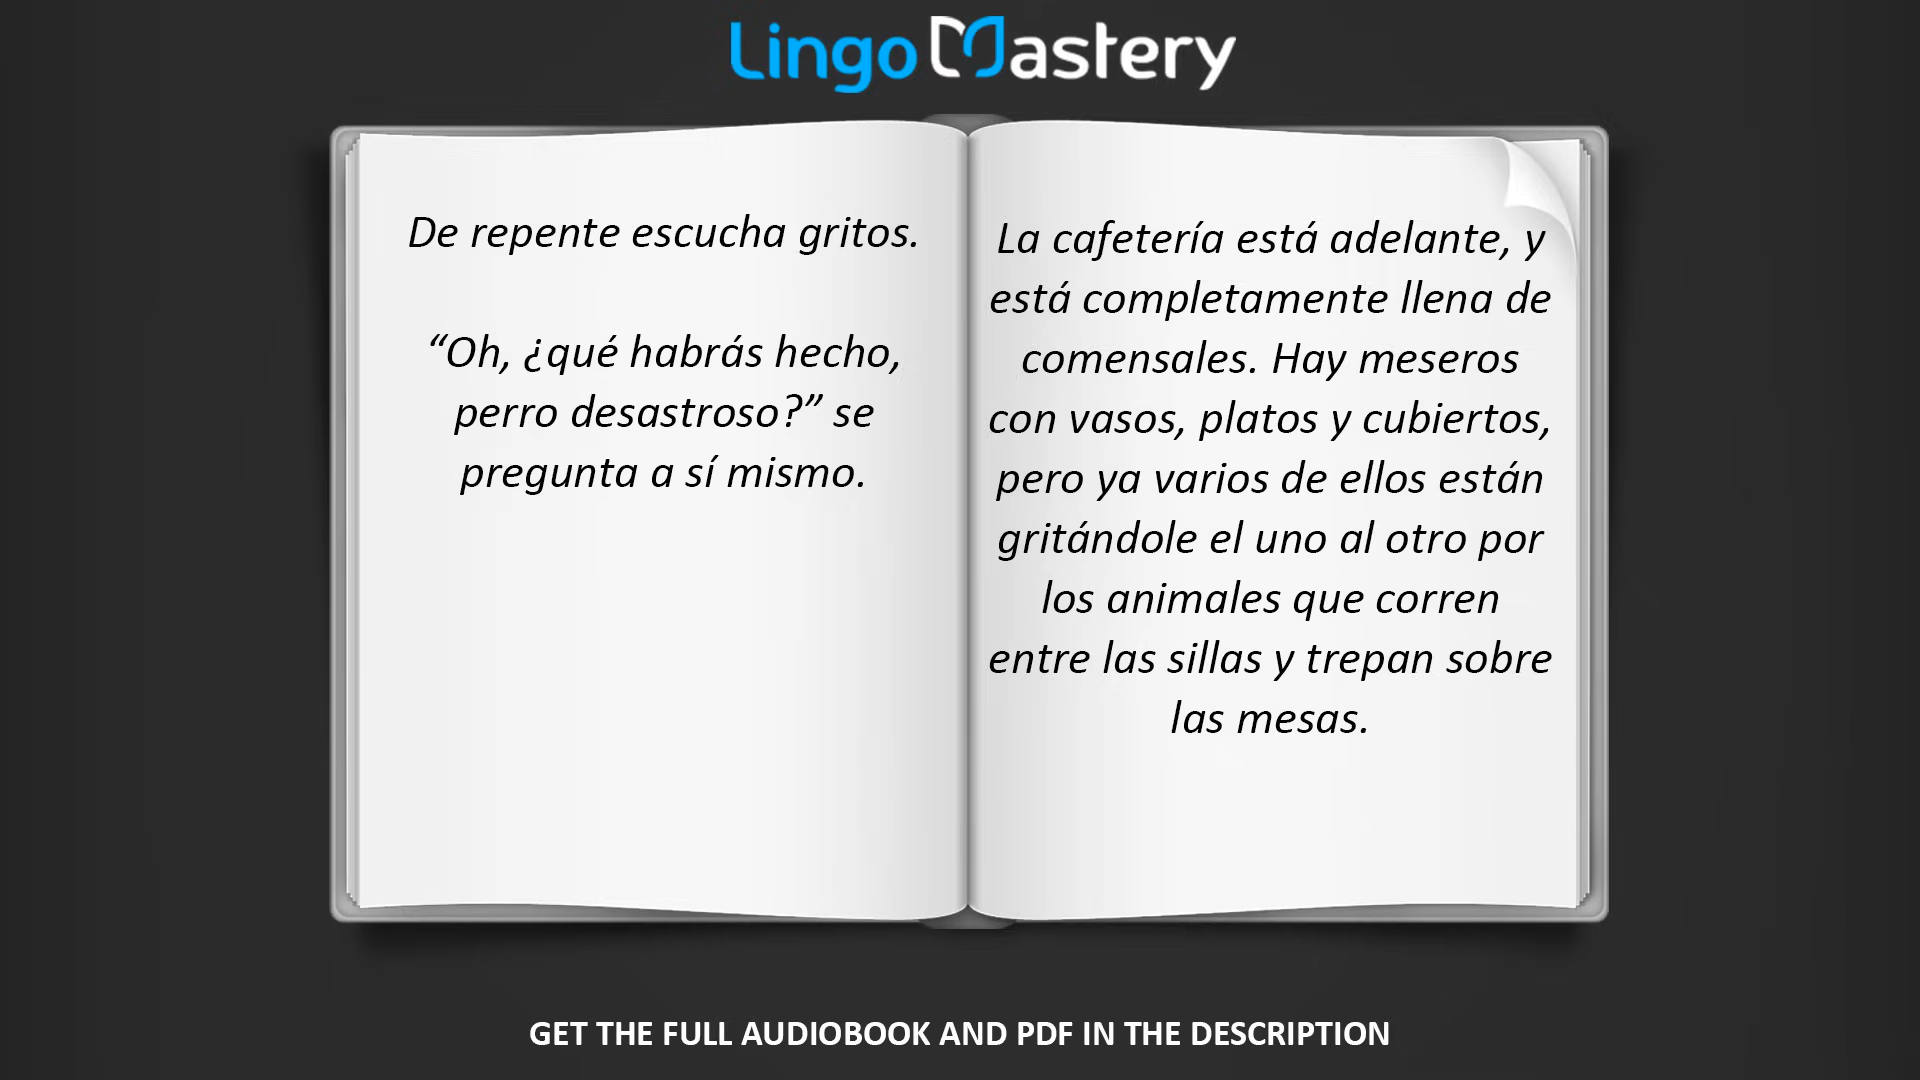 Lingo Mastery
De repente escucha gritos.
“Oh, ¿qué habrás hecho,
perro desastroso?” se
pregunta a sí mismo.
La cafetería está adelante, y
está completamente llena de
comensales. Hay meseros
con vasos, platos y cubiertos,
pero ya varios de ellos están
gritándole el uno al otro por
los animales que corren
entre las sillas y trepan sobre
las mesas.
GET THE FULL AUDIOBOOK AND PDF IN THE DESCRIPTION